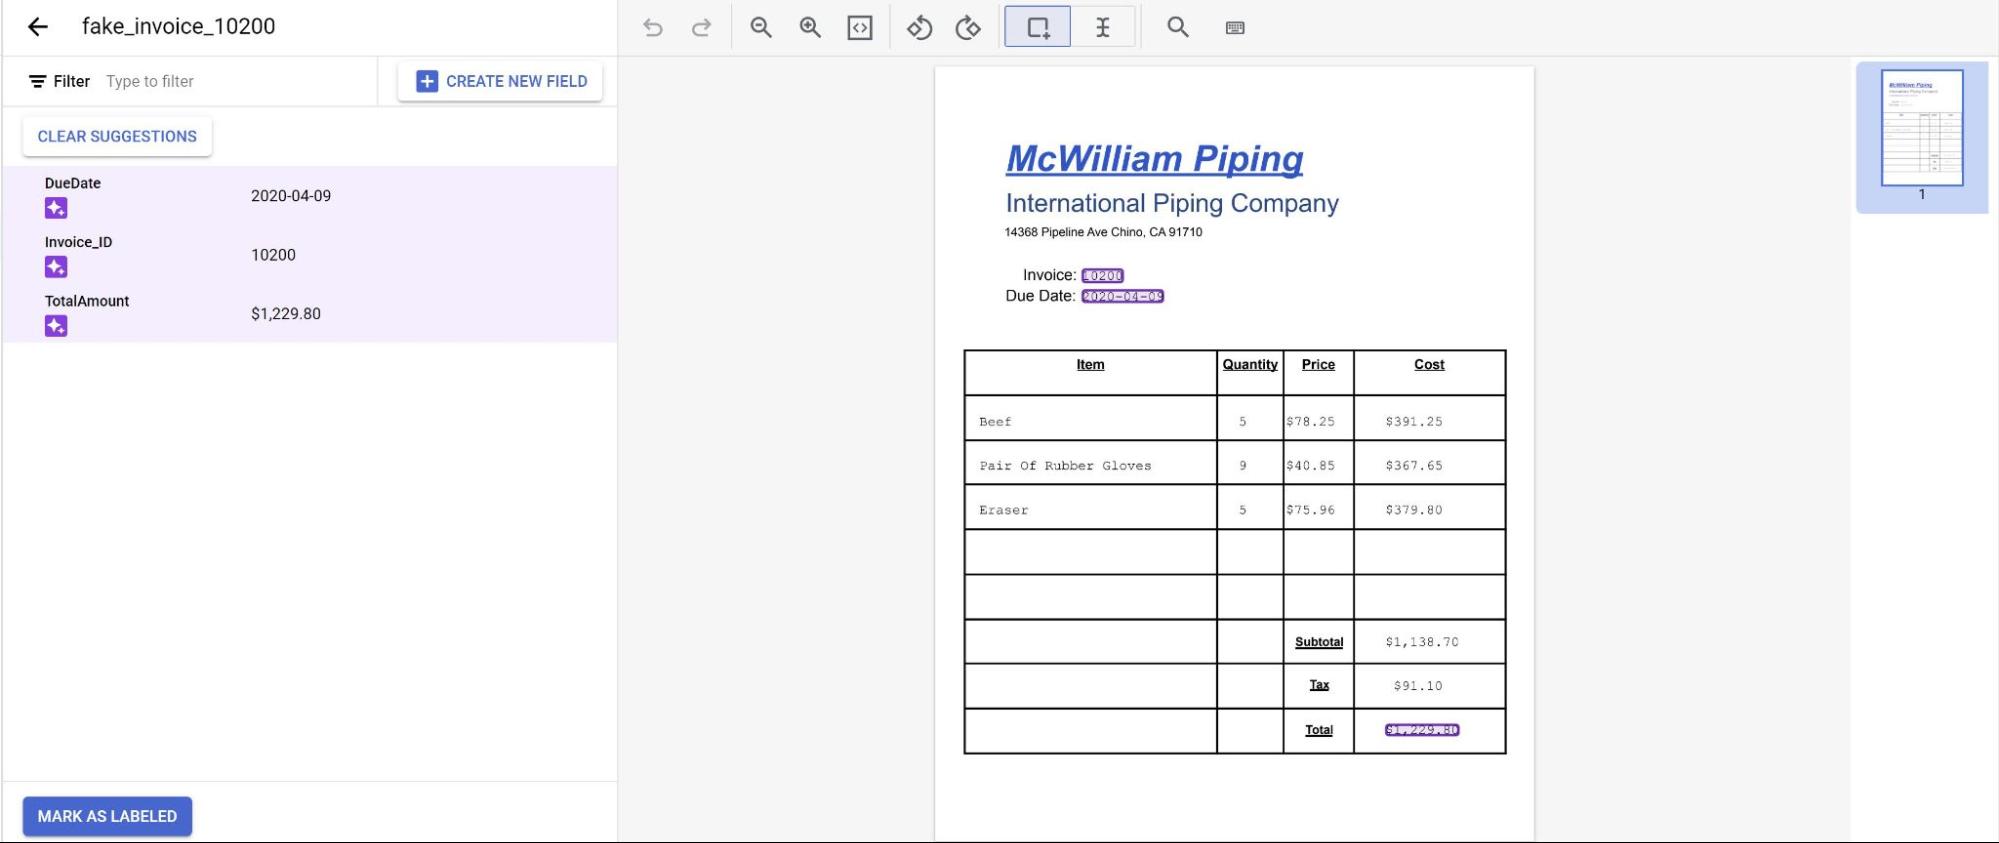 fake_invoice_10200
Filter Type to filter
CREATE NEW FIELD
CLEAR SUGGESTIONS
DueDate 2020-04-09
Invoice_ID 10200
TotalAmount $1,229.80
MARK AS LABELED
McWilliam Piping
International Piping Company
14368 Pipeline Ave Chino, CA 91710
Invoice: 10200
Due Date: 2020-04-09
Item Quantity Price Cost
Beef 5 $78.25 $391.25
Pair Of Rubber Gloves 9 $40.85 $367.65
Eraser 5 $75.96 $379.80
Subtotal $1,138.70
Tax $91.10
Total $1,229.80
McWilliam Piping
1